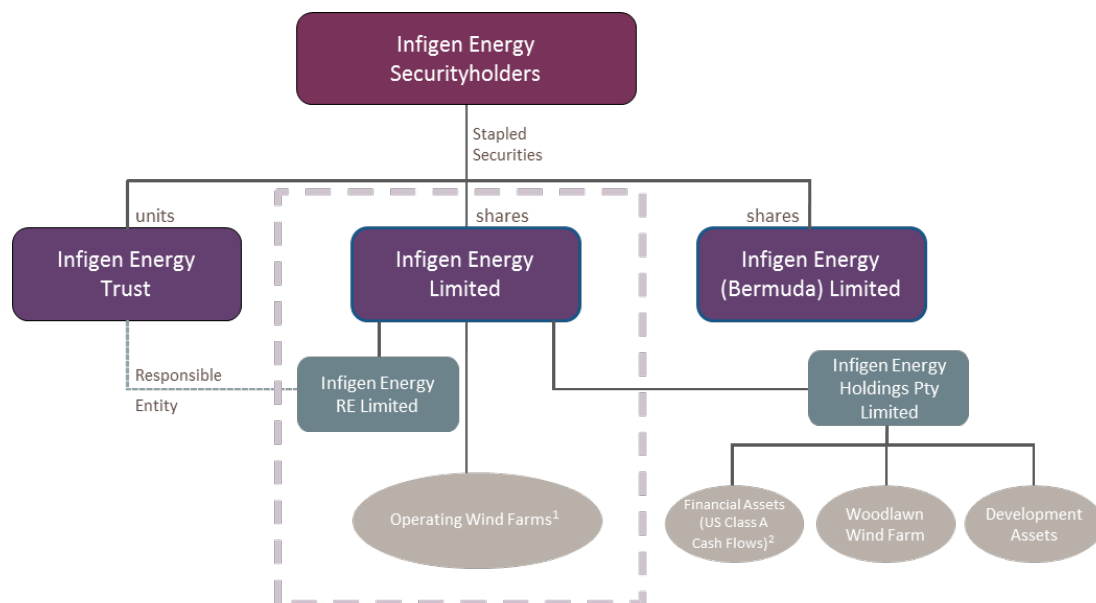 Infigen Energy
Securityholders
Stapled
Securities
units
shares
shares
Infigen Energy
Trust
Infigen Energy
Limited
Infigen Energy
(Bermuda) Limited
Responsible
Entity
Infigen Energy
RE Limited
Infigen Energy
Holdings Pty
Limited
Operating Wind Farms¹
Financial Assets
(US Class A
Cash Flows)²
Woodlawn
Wind Farm
Development
Assets